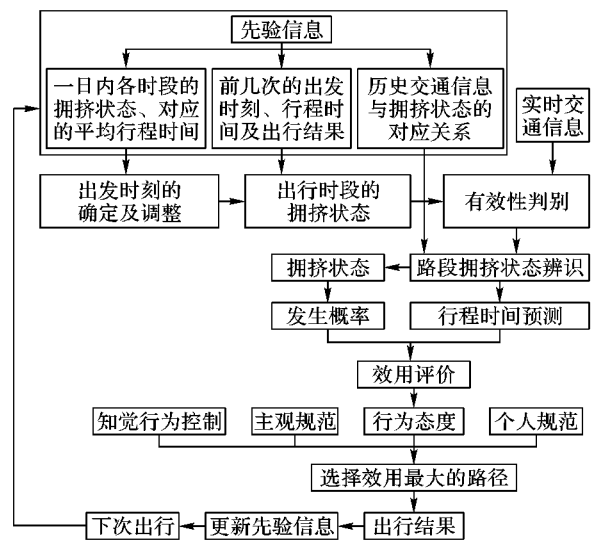 先验信息
一日内各时段的
拥挤状态、对应
的平均行程时间
前几次的出发
时刻、行程时
间及出行结果
历史交通信息
与拥挤状态的
对应关系
实时交
通信息
出发时刻的
确定及调整
出行时段的
拥挤状态
有效性判别
拥挤状态
路段拥挤状态辨识
发生概率
行程时间预测
效用评价
知觉行为控制
主观规范
行为态度
个人规范
选择效用最大的路径
下次出行
更新先验信息
出行结果